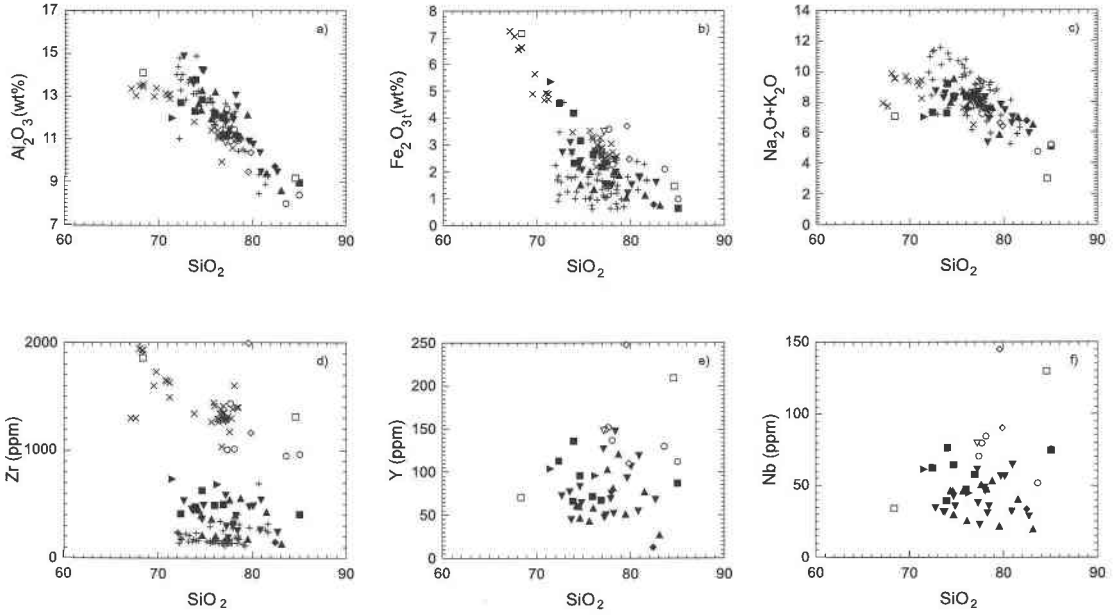 17
15
13
11
9
7
Al2O3 (wt%)
a)
60 70 80 90
SiO2
8
7
6
5
4
3
2
1
0
Fe2O3t (wt%)
b)
60 70 80 90
SiO2
14
12
10
8
6
4
2
Na2O+K2O
c)
60 70 80 90
SiO2
2000
1000
0
Zr (ppm)
d)
60 70 80 90
SiO2
250
200
150
100
50
0
Y (ppm)
e)
60 70 80 90
SiO2
150
100
50
0
Nb (ppm)
f)
60 70 80 90
SiO2